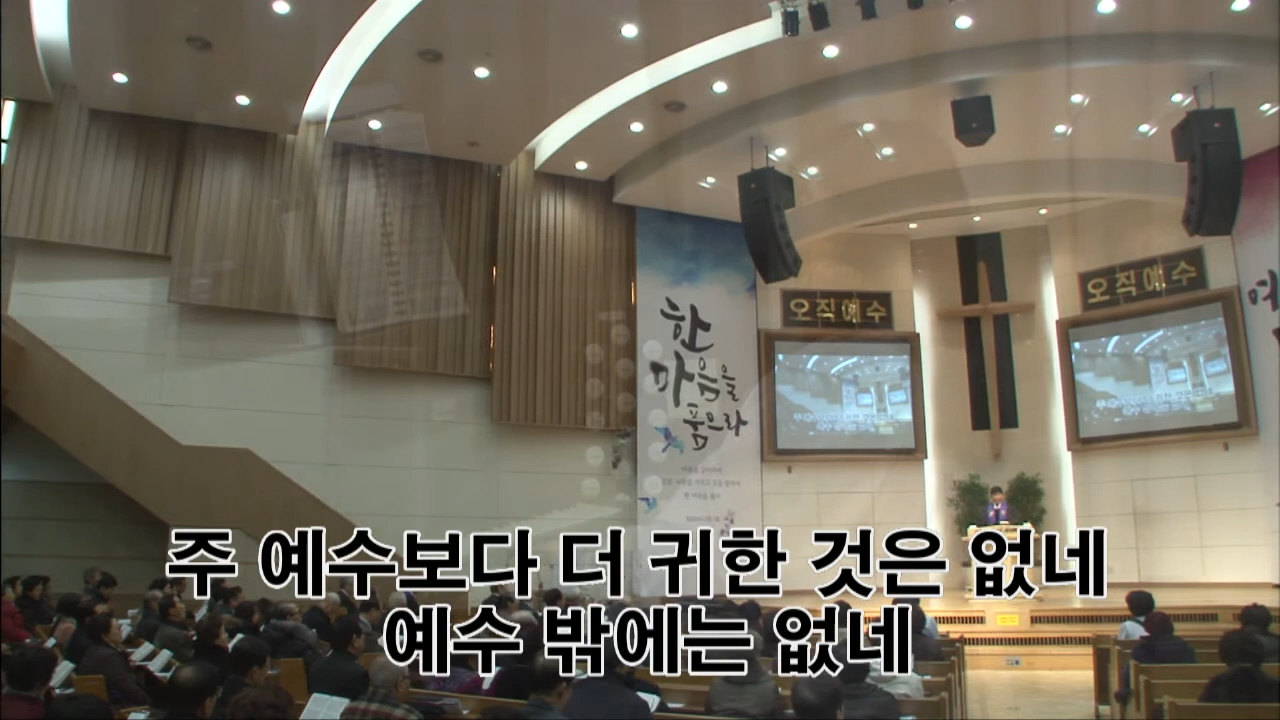 오직예수
오직예수
한
마음을
품으라
주 예수보다 더 귀한 것은 없네
예수 밖에는 없네